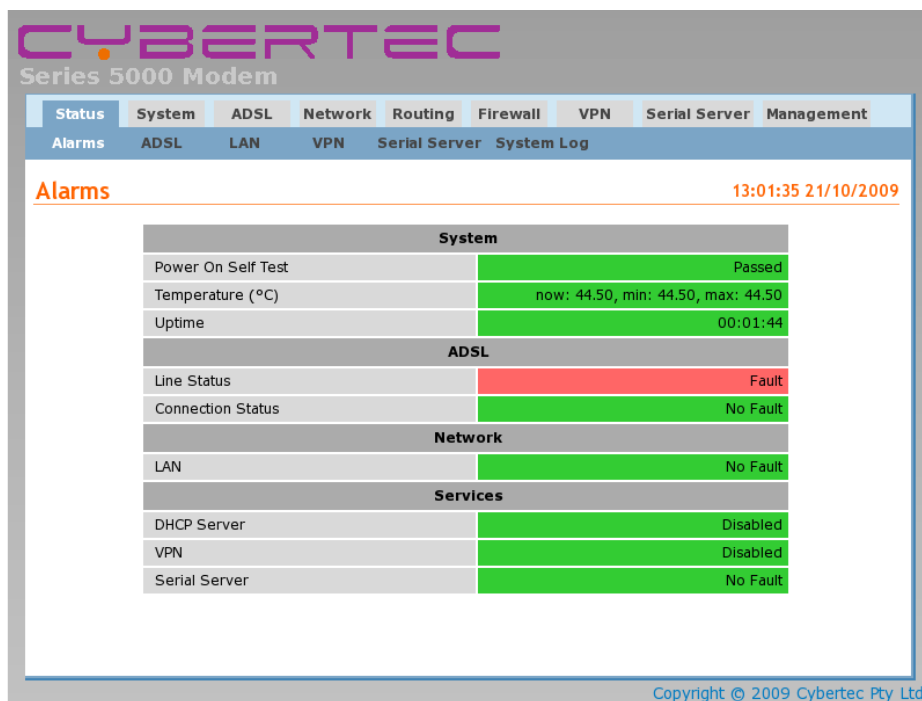 CYBERTEC
Series 5000 Modem
Status System ADSL Network Routing Firewall VPN Serial Server Management
Alarms ADSL LAN VPN Serial Server System Log
Alarms 13:01:35 21/10/2009
System
Power On Self Test Passed
Temperature (°C) now: 44.50, min: 44.50, max: 44.50
Uptime 00:01:44
ADSL
Line Status Fault
Connection Status No Fault
Network
LAN No Fault
Services
DHCP Server Disabled
VPN Disabled
Serial Server No Fault
Copyright © 2009 Cybertec Pty Ltd